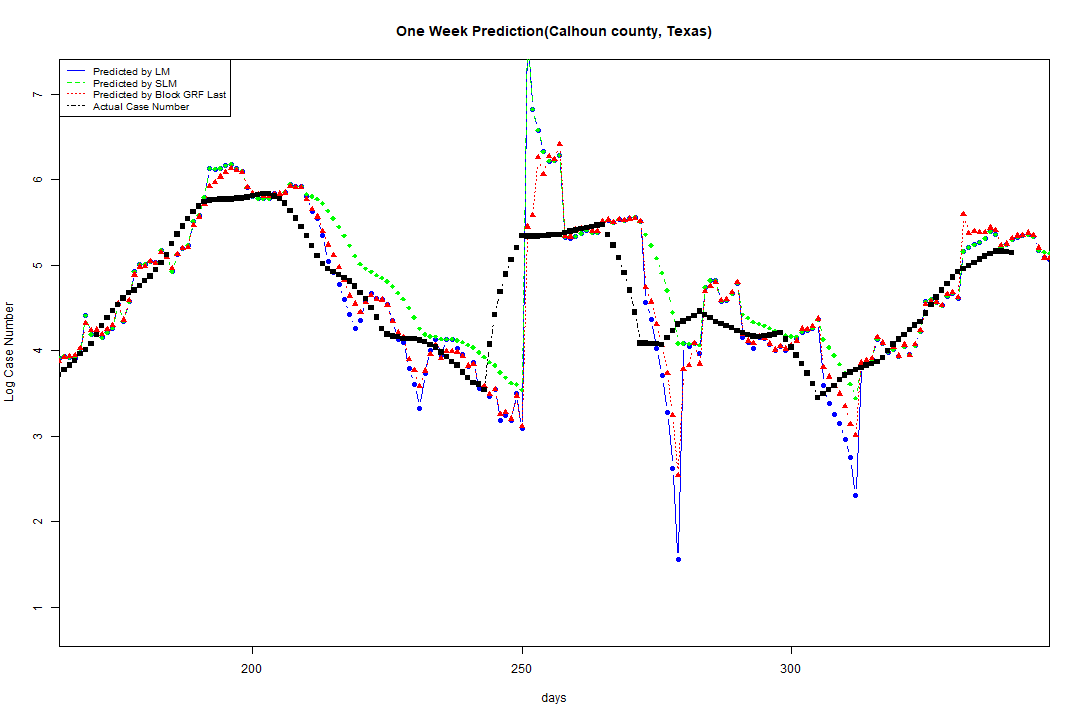 One Week Prediction(Calhoun county, Texas)
Predicted by LM
Predicted by SLM
Predicted by Block GRF Last
Actual Case Number
7
6
5
4
3
2
1
Log Case Number
200 250 300
days